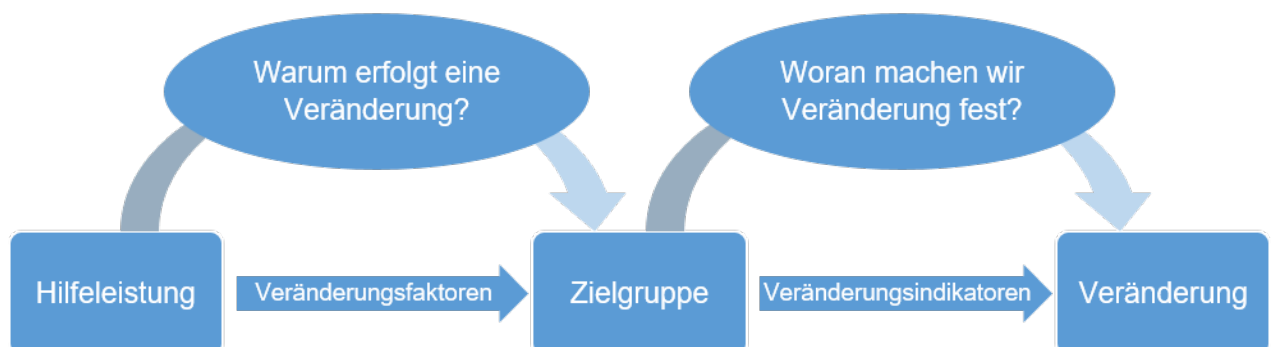 Warum erfolgt eine
Veränderung?
Woran machen wir
Veränderung fest?
Hilfeleistung
Veränderungsfaktoren
Zielgruppe
Veränderungsindikatoren
Veränderung